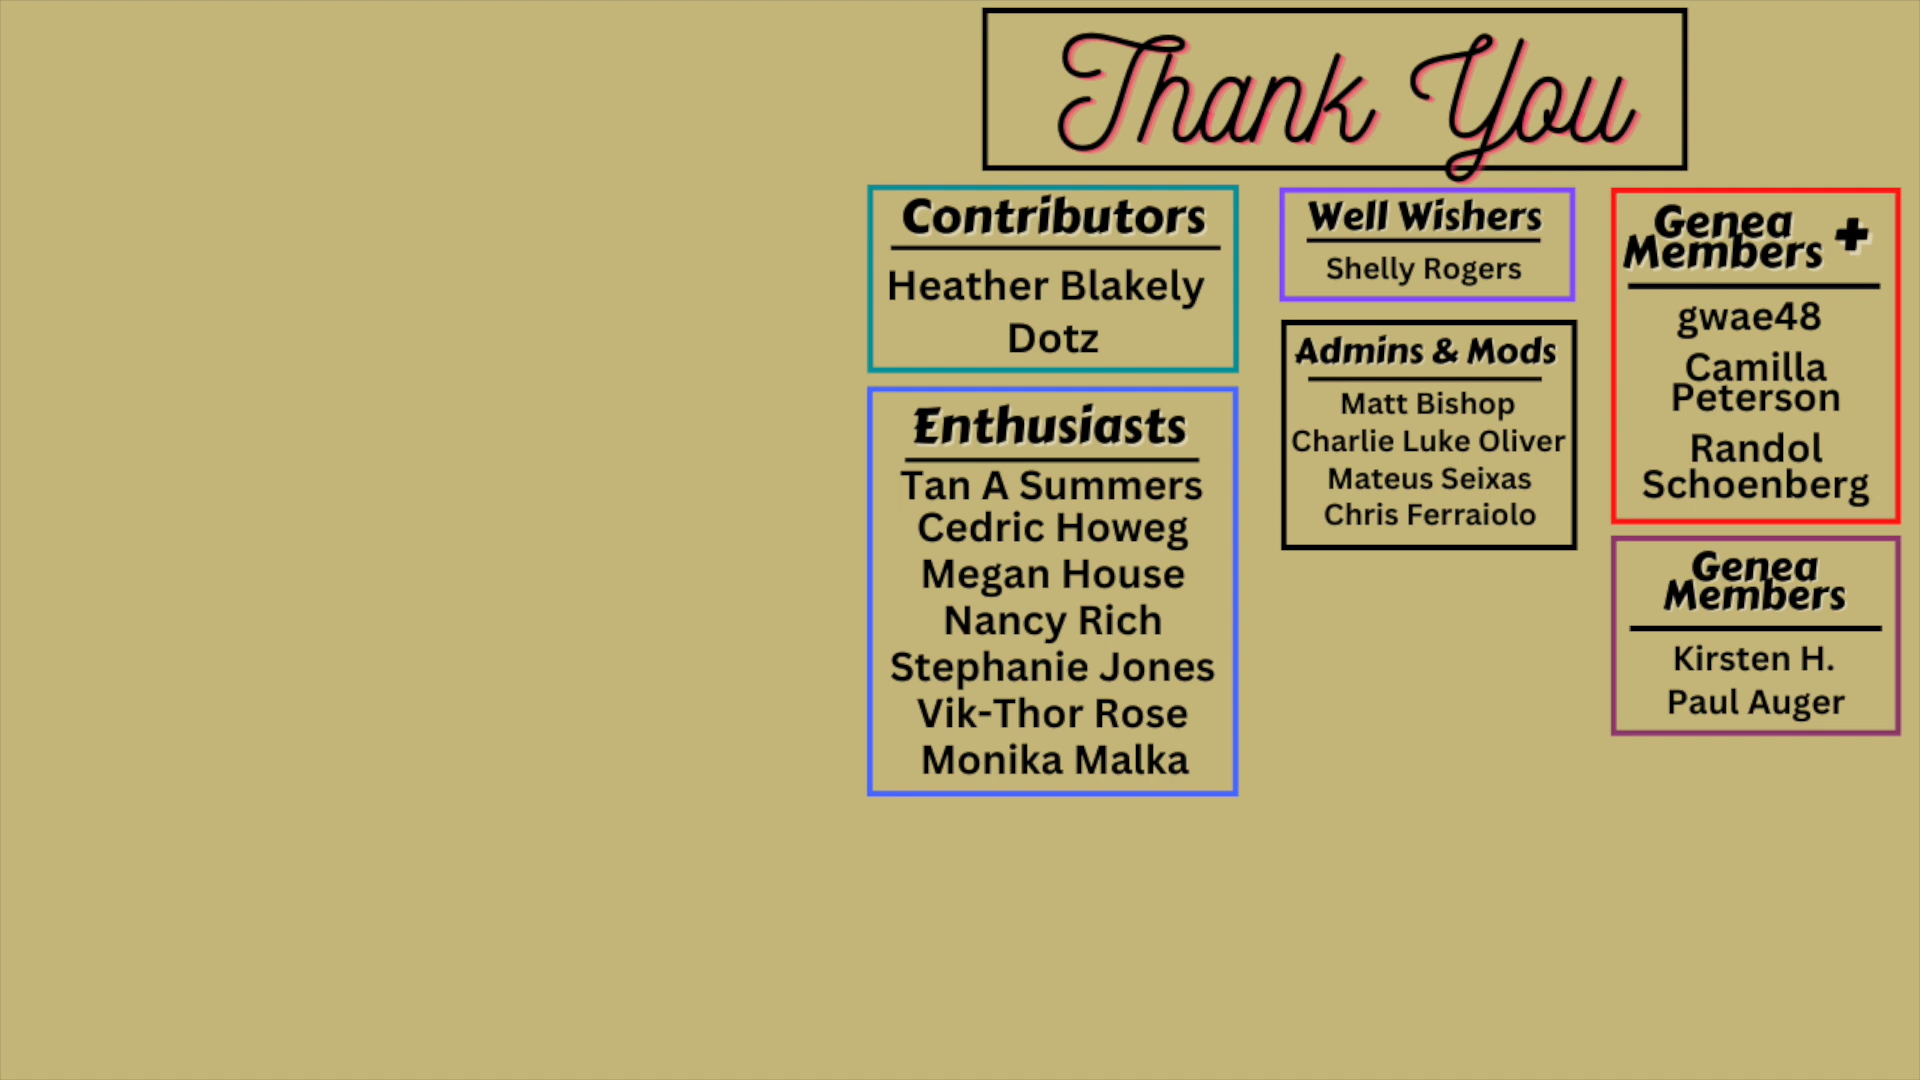 Thank You
Contributors
Heather Blakely
Dotz
Enthusiasts
Tan A Summers
Cedric Howeg
Megan House
Nancy Rich
Stephanie Jones
Vik-Thor Rose
Monika Malka
Well Wishers
Shelly Rogers
Admins & Mods
Matt Bishop
Charlie Luke Oliver
Mateus Seixas
Chris Ferraiolo
Genea
Members +
gwae48
Camilla
Peterson
Randol
Schoenberg
Genea
Members
Kirsten H.
Paul Auger